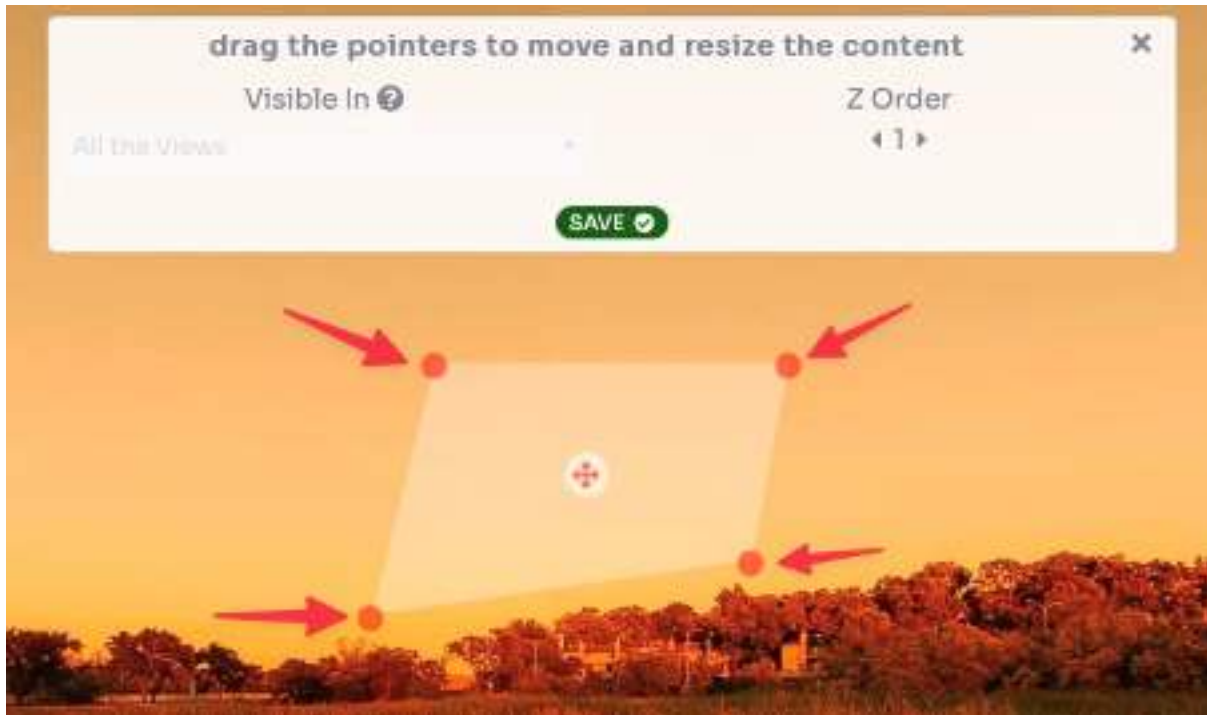 drag the pointers to move and resize the content
Visible In
Z Order
All the Views
1
SAVE